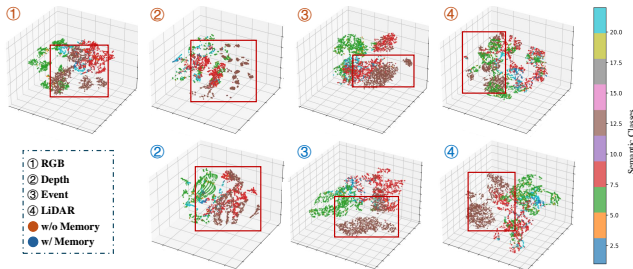 ① ② ③ ④
② ③ ④
① RGB
② Depth
③ Event
④ LiDAR
w/o Memory
w/ Memory
20.0
17.5
15.0
12.5
10.0
7.5
5.0
2.5
Semantic Classes